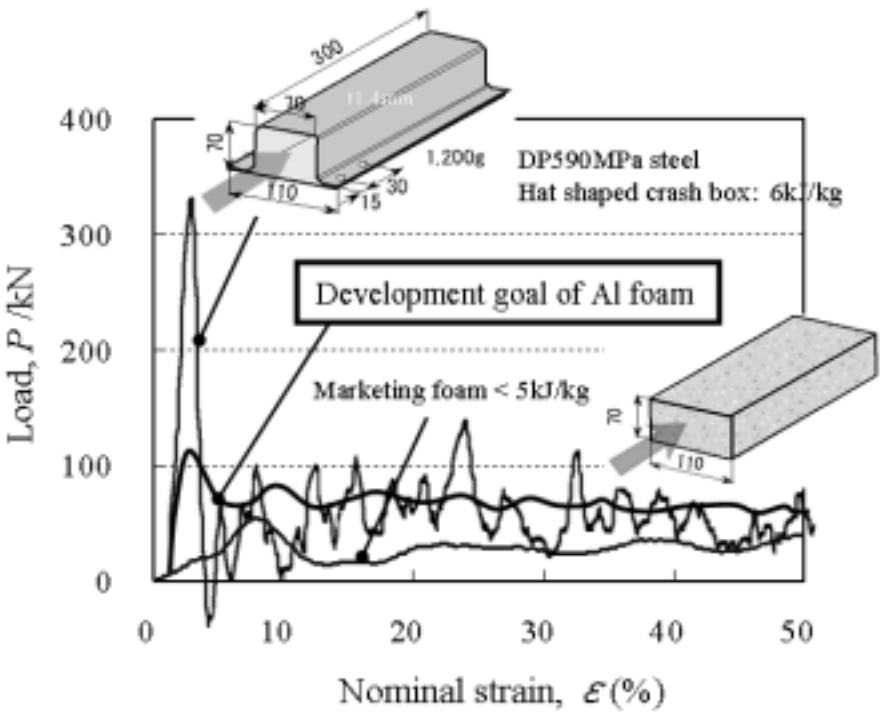 300
70
t1.4mm
70
1,200g
30
15
110
DP590MPa steel
Hat shaped crash box: 6kJ/kg
Development goal of Al foam
Marketing foam < 5kJ/kg
70
110
Load, P /kN
400
300
200
100
0
0 10 20 30 40 50
Nominal strain, ε (%)